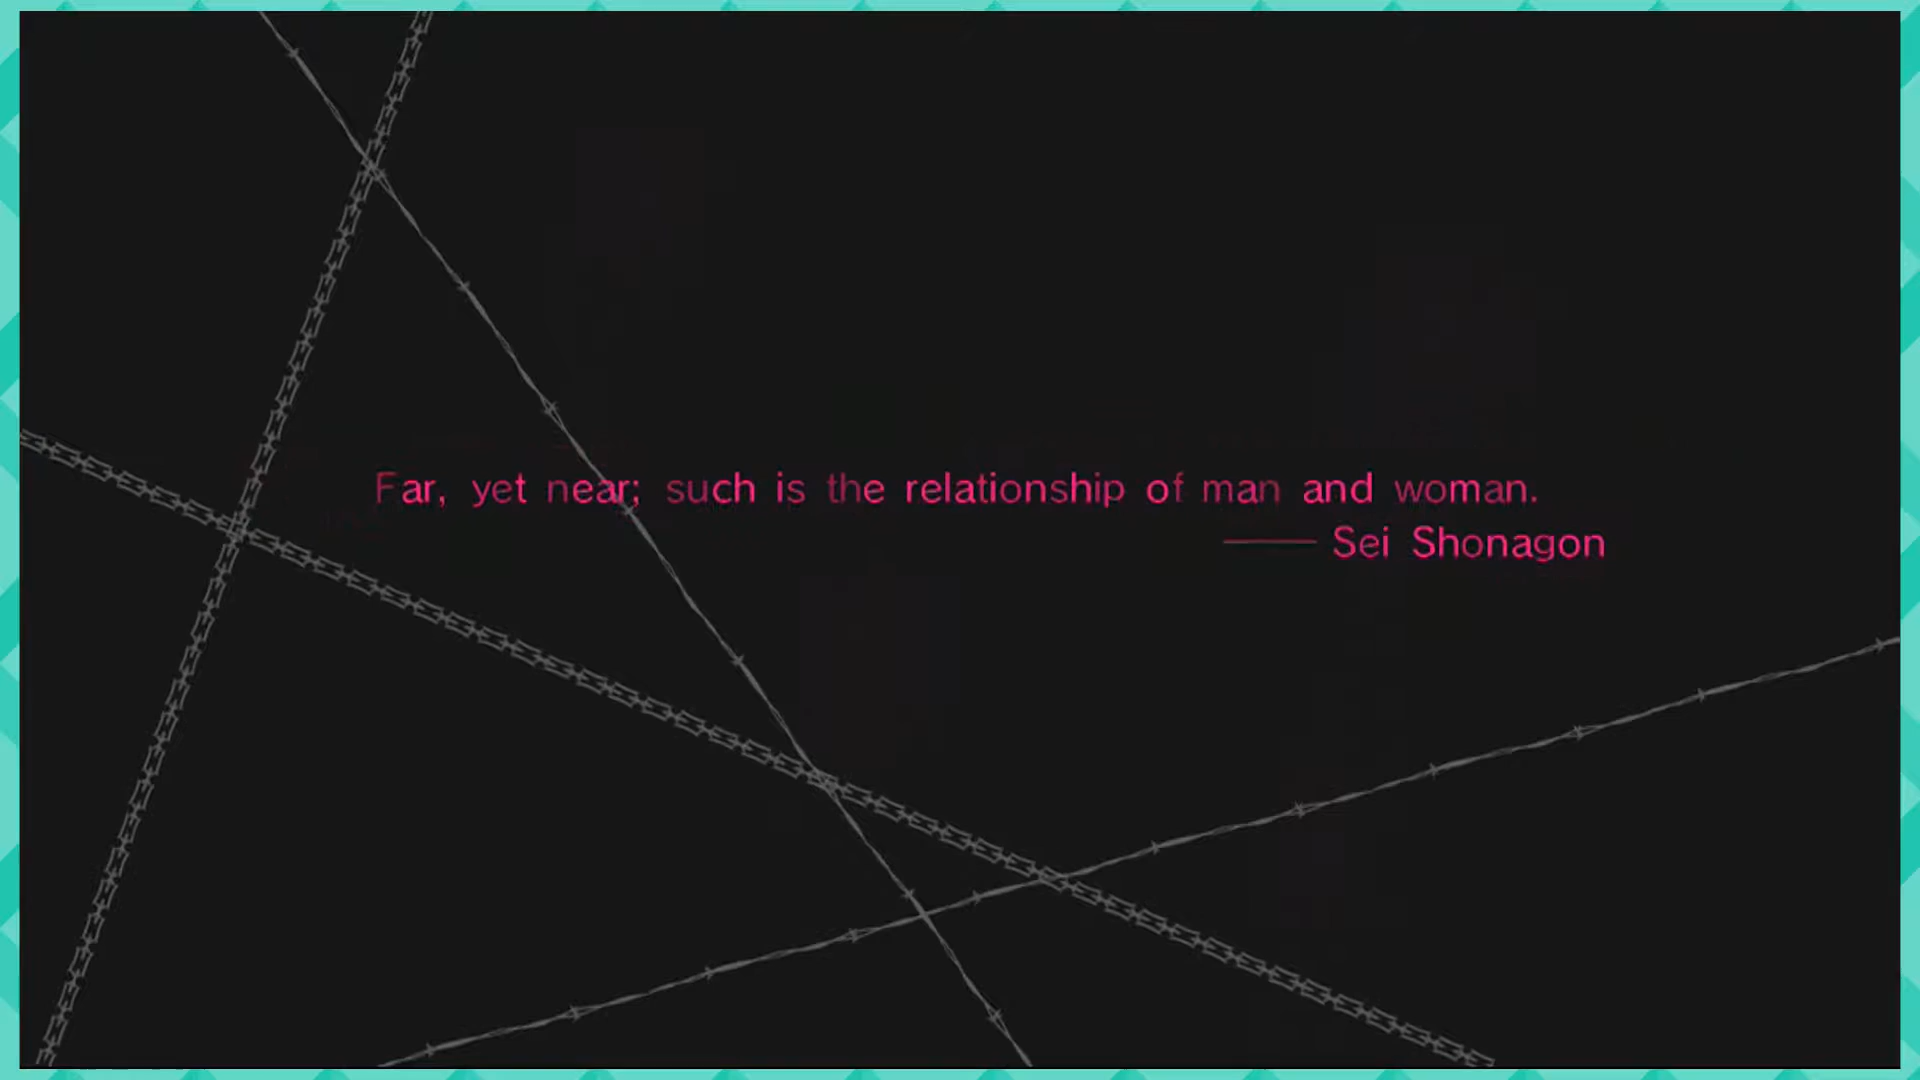 Far, yet near; such is the relationship of man and woman.
—— Sei Shonagon